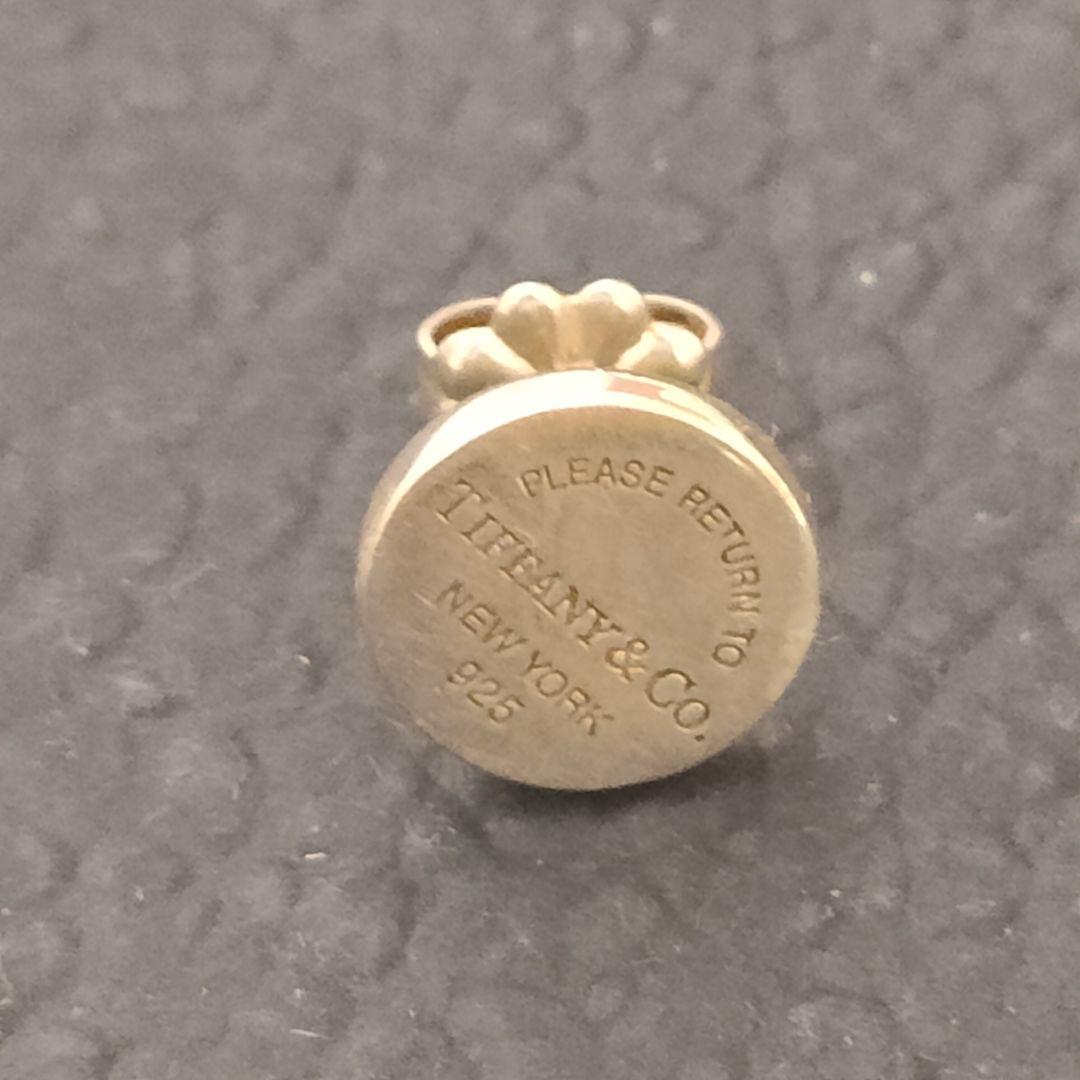 PLEASE RETURN TO
TIFFANY & CO.
NEW YORK
925